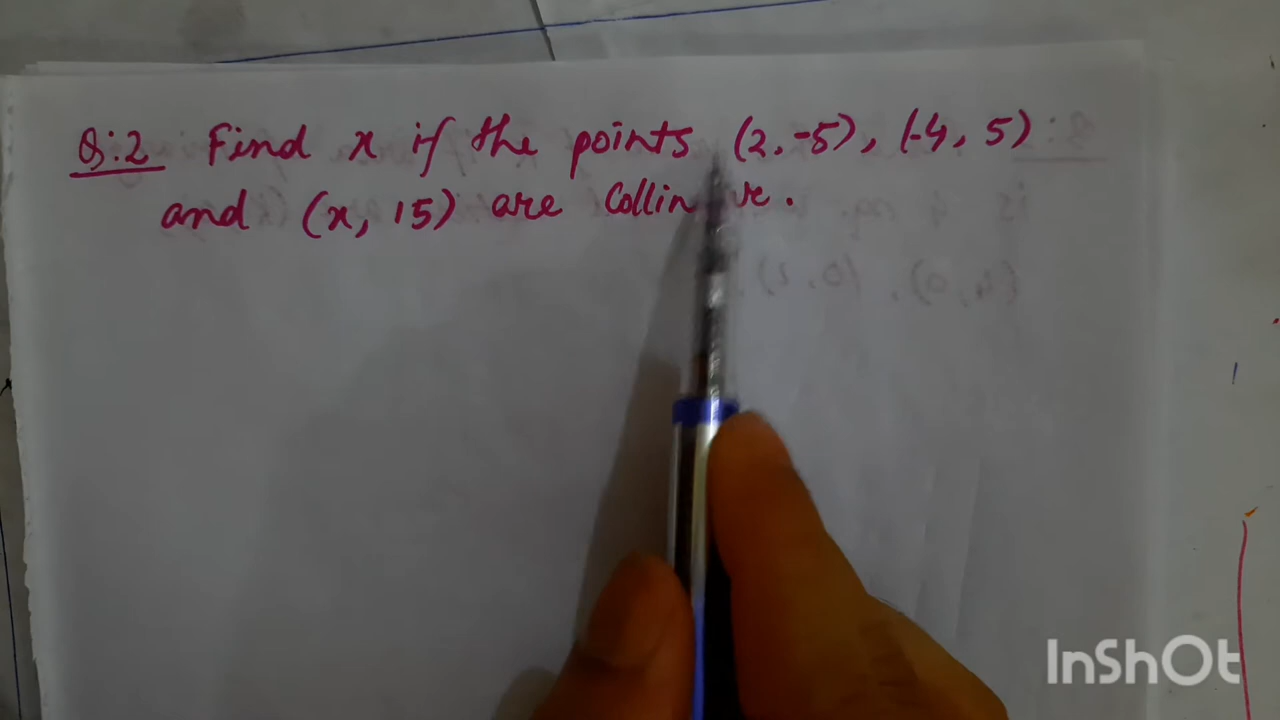 Q:2 Find x if the points (2,-5), (-4, 5)
and (x, 15) are
InShOt